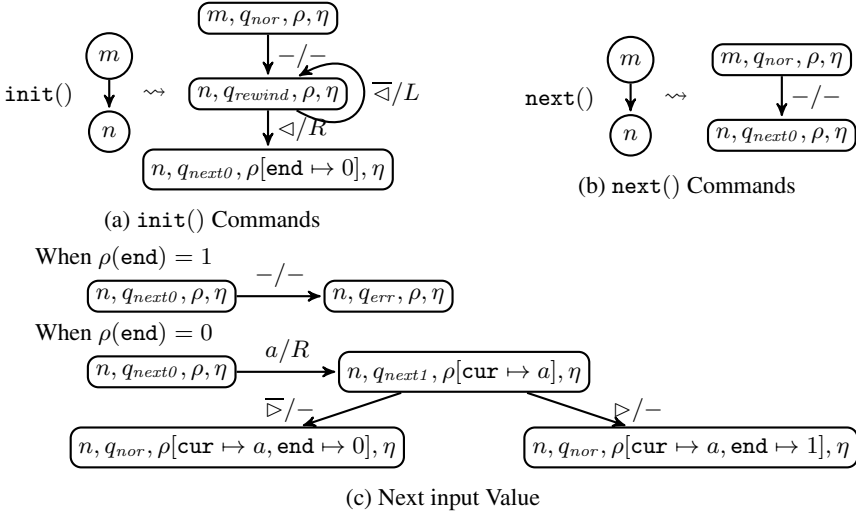 m, q_nor, ρ, η
−/−
init()
m
n
⇝
n, q_rewind, ρ, η
◁̅/L
◁/R
n, q_next0, ρ[end ↦ 0], η
(a) init() Commands
next()
m
n
⇝
m, q_nor, ρ, η
−/−
n, q_next0, ρ, η
(b) next() Commands
When ρ(end) = 1
n, q_next0, ρ, η
−/−
n, q_err, ρ, η
When ρ(end) = 0
n, q_next0, ρ, η
a/R
n, q_next1, ρ[cur ↦ a], η
▷̅/−
▷/−
n, q_nor, ρ[cur ↦ a, end ↦ 0], η
n, q_nor, ρ[cur ↦ a, end ↦ 1], η
(c) Next input Value